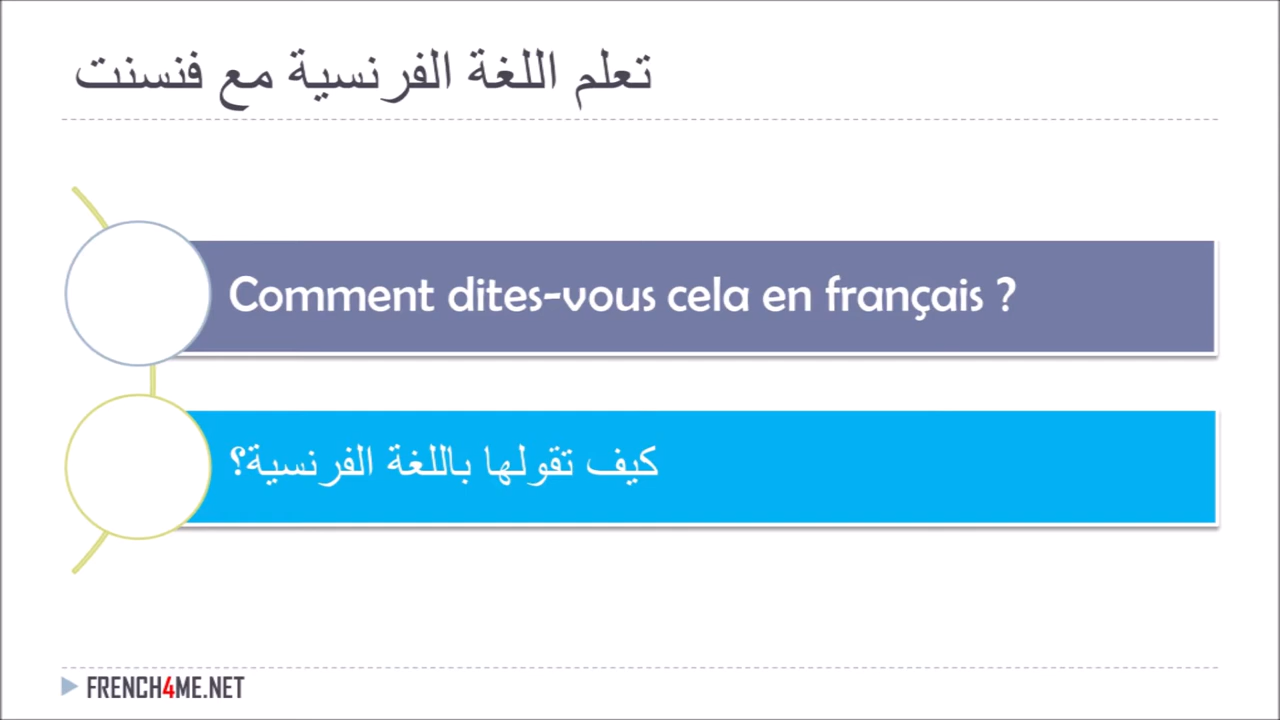 تعلم اللغة الفرنسية مع فنسنت
Comment dites-vous cela en français ?
كيف تقولها باللغة الفرنسية؟
FRENCH4ME.NET